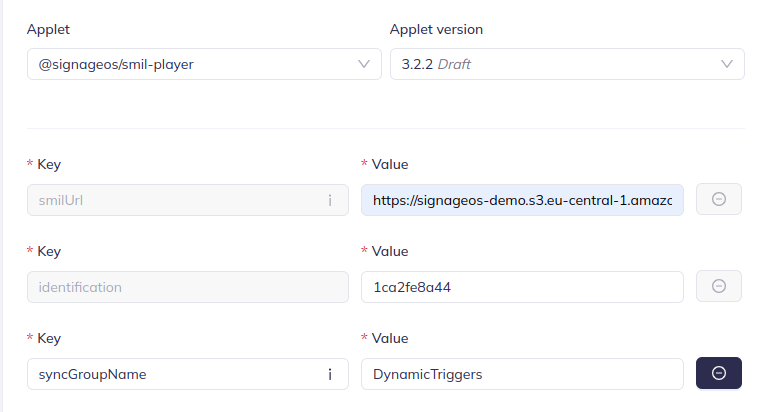 Applet Applet version
@signageos/smil-player 3.2.2 Draft
* Key * Value
smilUrl i https://signageos-demo.s3.eu-central-1.amazc
* Key * Value
identification 1ca2fe8a44
* Key * Value
syncGroupName i DynamicTriggers